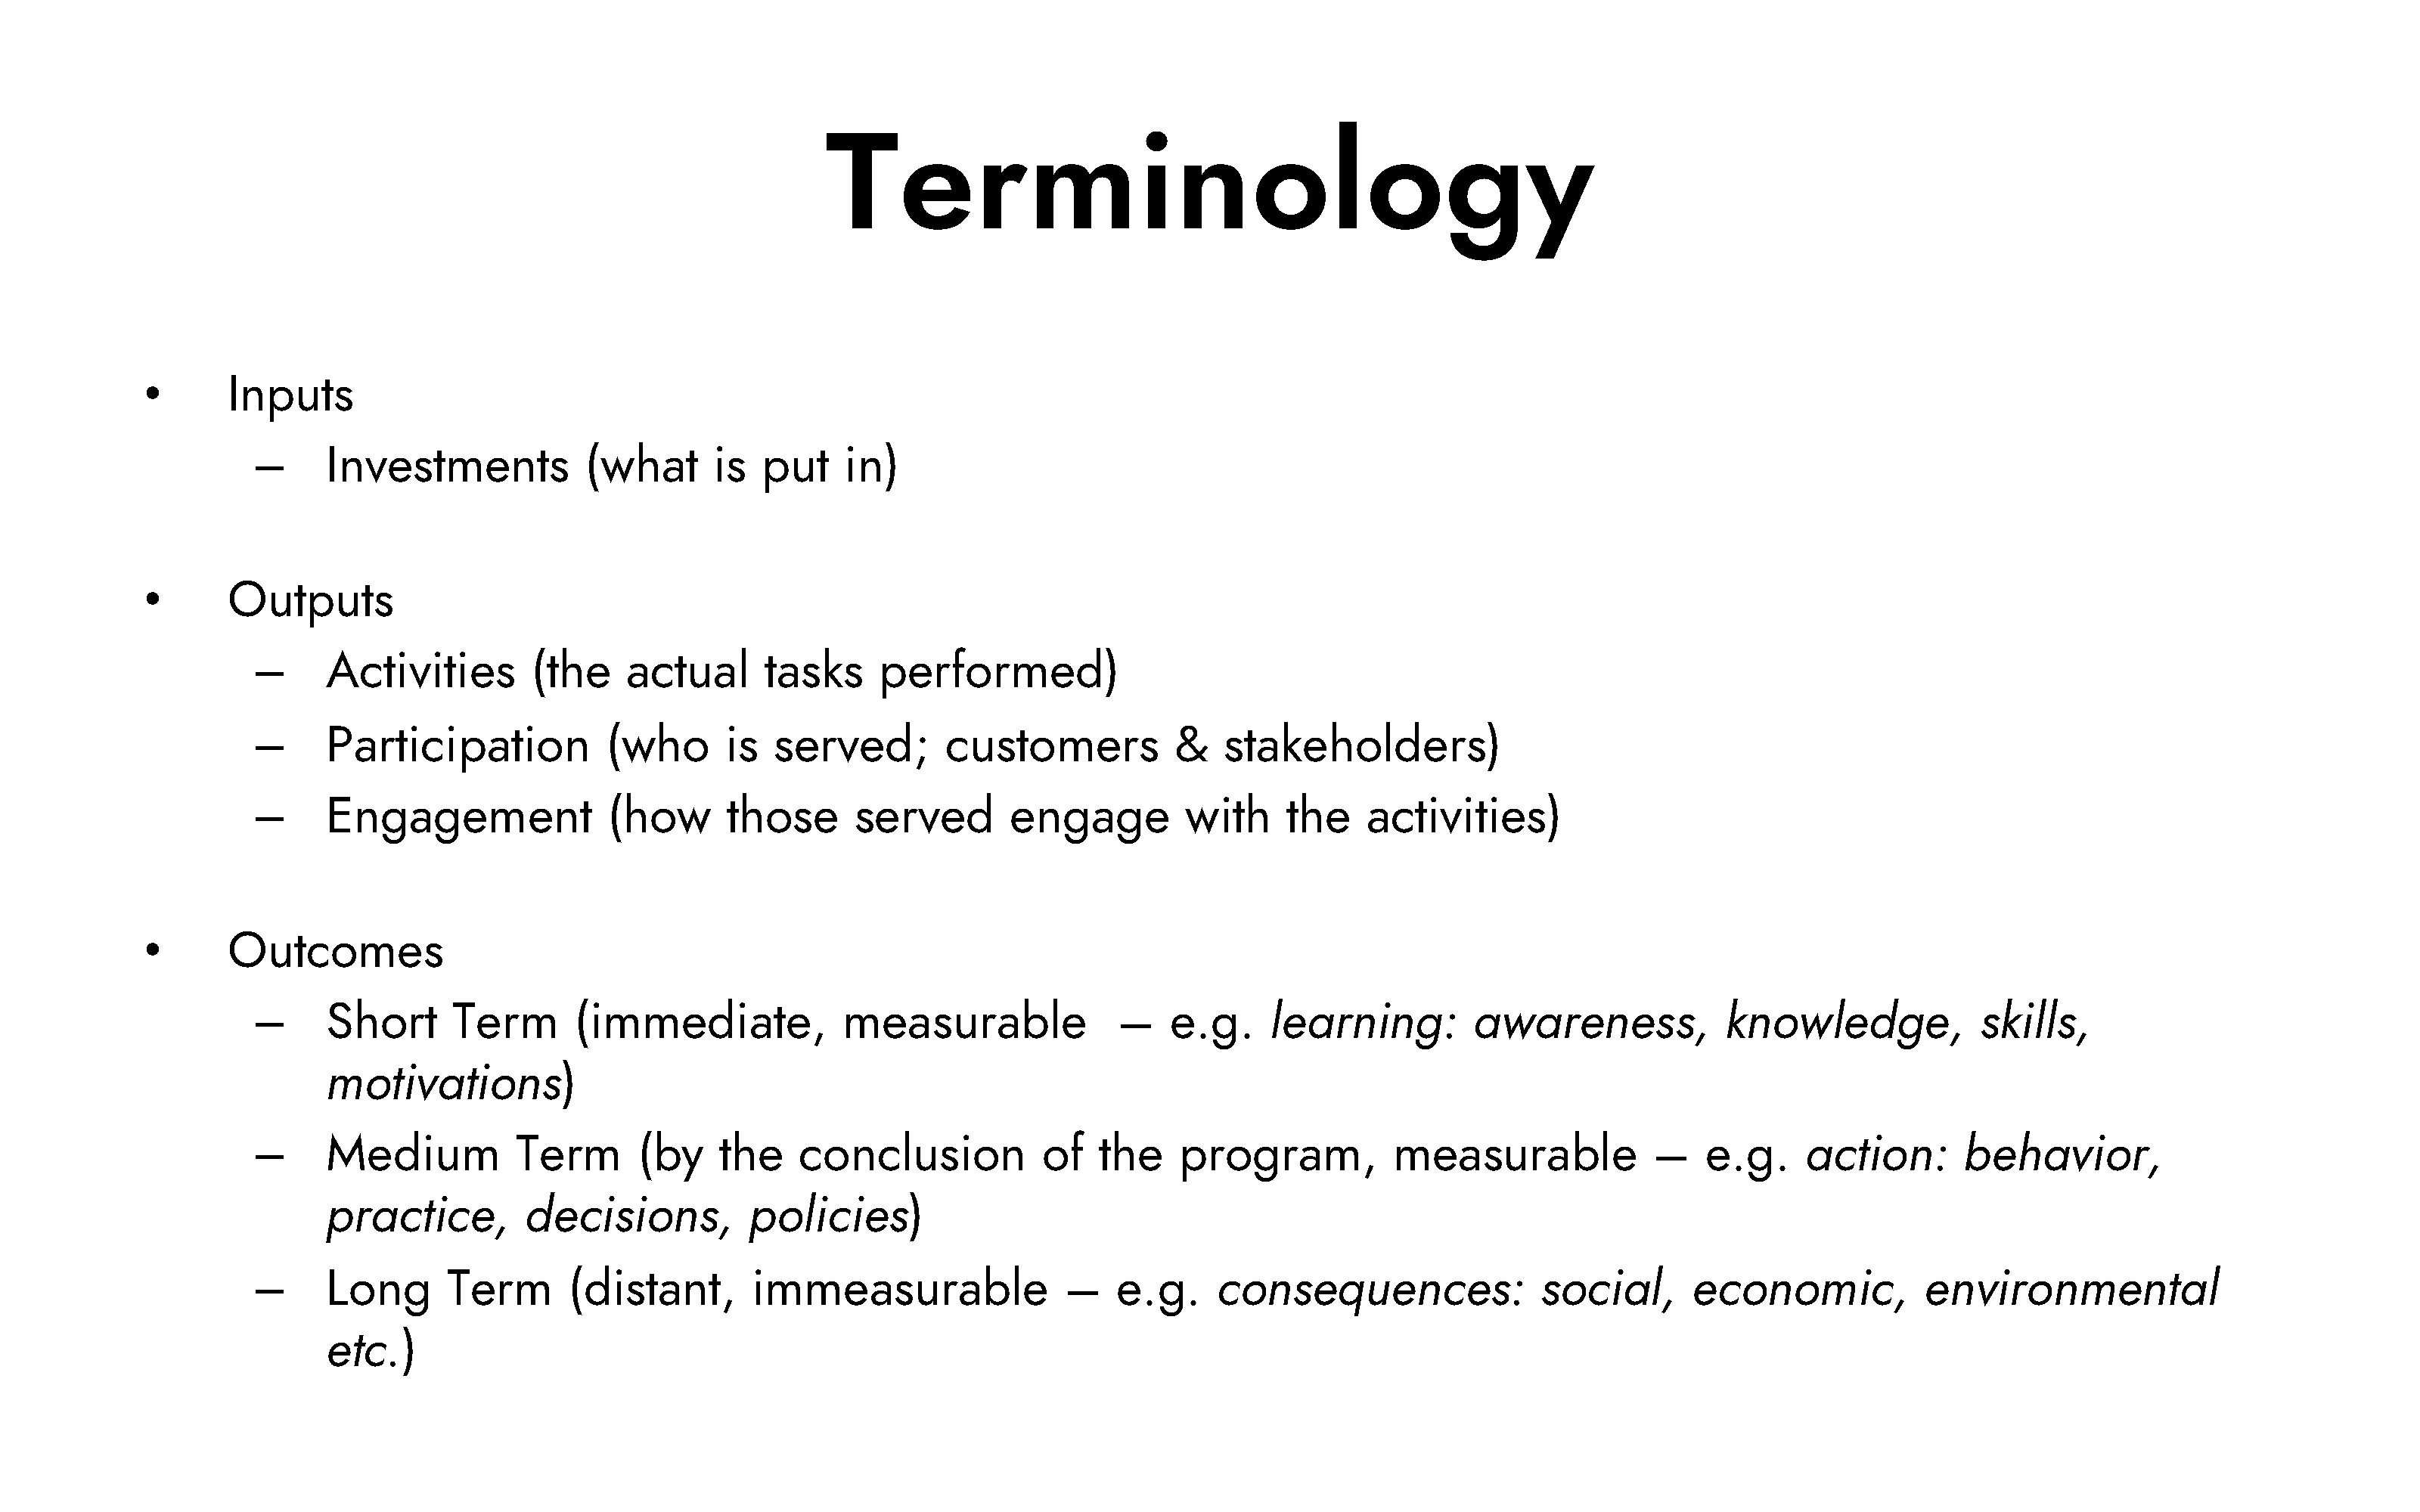 Terminology
• Inputs
– Investments (what is put in)
• Outputs
– Activities (the actual tasks performed)
– Participation (who is served; customers & stakeholders)
– Engagement (how those served engage with the activities)
• Outcomes
– Short Term (immediate, measurable  – e.g. learning: awareness, knowledge, skills,
motivations)
– Medium Term (by the conclusion of the program, measurable – e.g. action: behavior,
practice, decisions, policies)
– Long Term (distant, immeasurable – e.g. consequences: social, economic, environmental
etc.)